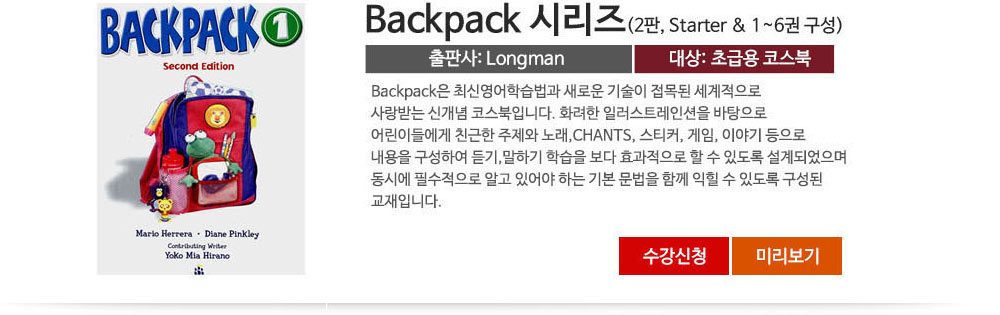 BACKPACK 1
Second Edition
Mario Herrera • Diane Pinkley
Contributing Writer
Yoko Mia Hirano
Backpack 시리즈(2판, Starter & 1~6권 구성)
출판사: Longman
대상: 초급용 코스북
Backpack은 최신영어학습법과 새로운 기술이 접목된 세계적으로
사랑받는 신개념 코스북입니다. 화려한 일러스트레인션을 바탕으로
어린이들에게 친근한 주제와 노래,CHANTS, 스티커, 게임, 이야기 등으로
내용을 구성하여 듣기,말하기 학습을 보다 효과적으로 할 수 있도록 설계되었으며
동시에 필수적으로 알고 있어야 하는 기본 문법을 함께 익힐 수 있도록 구성된
교재입니다.
수강신청
미리보기